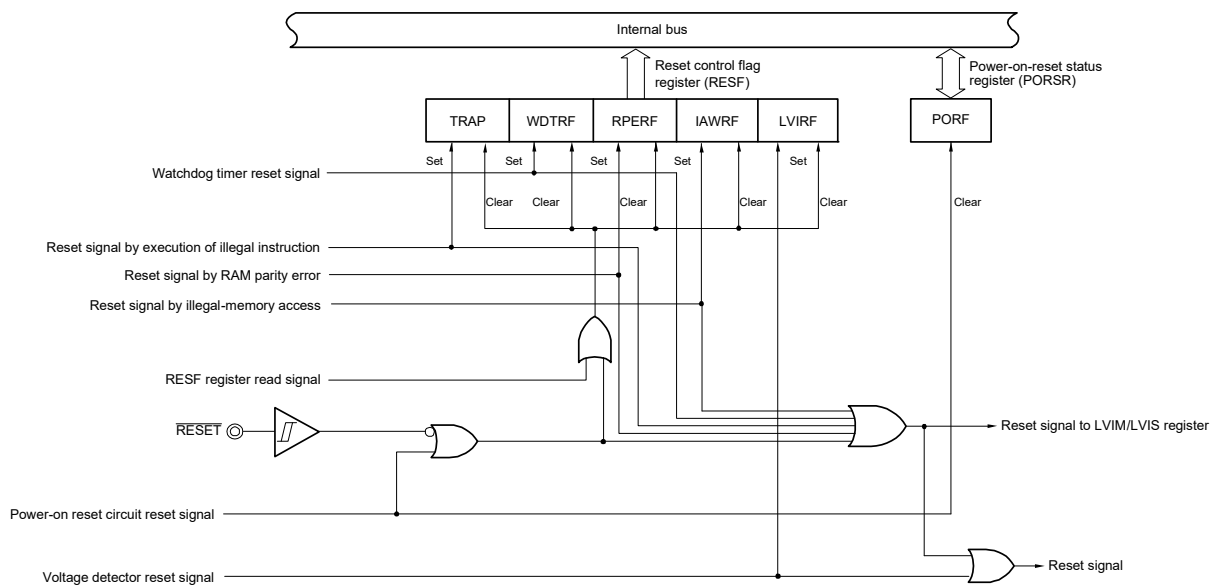 Internal bus
Reset control flag
register (RESF)
Power-on-reset status
register (PORSR)
TRAP
WDTRF
RPERF
IAWRF
LVIRF
PORF
Set
Set
Set
Set
Set
Watchdog timer reset signal
Clear
Clear
Clear
Clear
Clear
Clear
Reset signal by execution of illegal instruction
Reset signal by RAM parity error
Reset signal by illegal-memory access
RESF register read signal
RESET
Reset signal to LVIM/LVIS register
Power-on reset circuit reset signal
Voltage detector reset signal
Reset signal